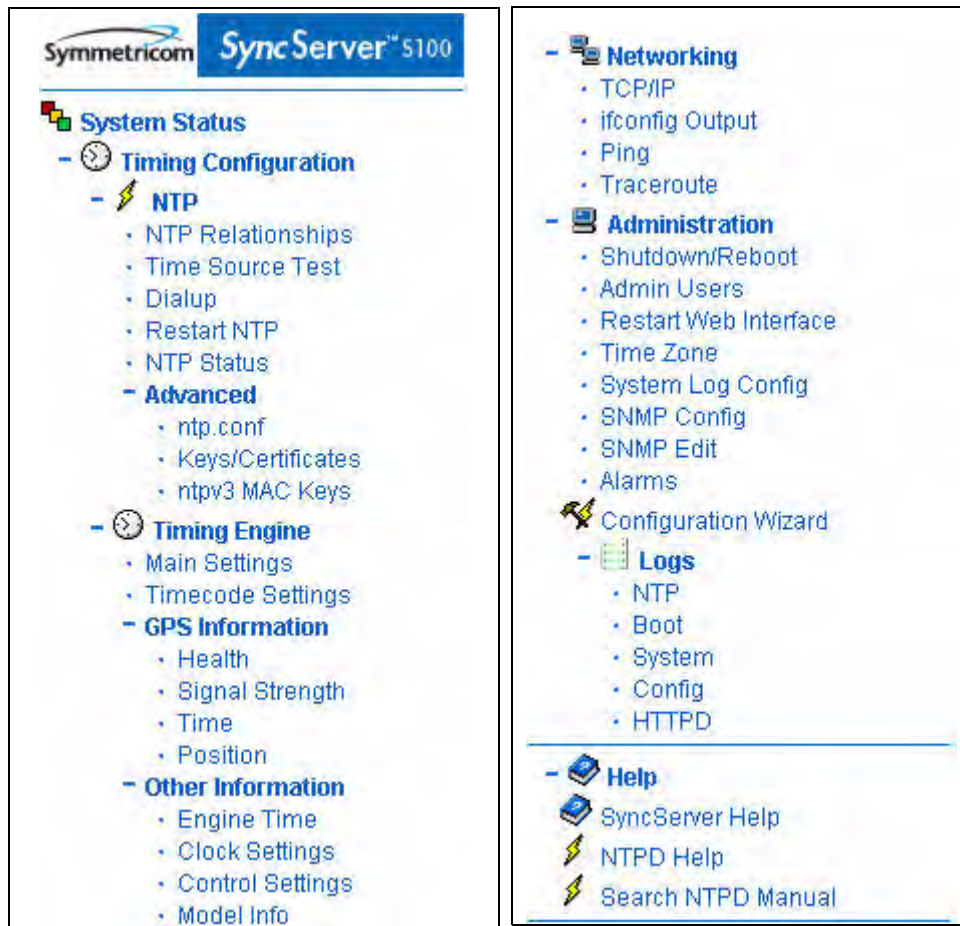 Symmetricom SyncServer™ S100
System Status
- Timing Configuration
- NTP
• NTP Relationships
• Time Source Test
• Dialup
• Restart NTP
• NTP Status
- Advanced
• ntp.conf
• Keys/Certificates
• ntpv3 MAC Keys
- Timing Engine
• Main Settings
• Timecode Settings
- GPS Information
• Health
• Signal Strength
• Time
• Position
- Other Information
• Engine Time
• Clock Settings
• Control Settings
• Model Info
- Networking
• TCP/IP
• ifconfig Output
• Ping
• Traceroute
- Administration
• Shutdown/Reboot
• Admin Users
• Restart Web Interface
• Time Zone
• System Log Config
• SNMP Config
• SNMP Edit
• Alarms
Configuration Wizard
- Logs
• NTP
• Boot
• System
• Config
• HTTPD
- Help
SyncServer Help
NTPD Help
Search NTPD Manual